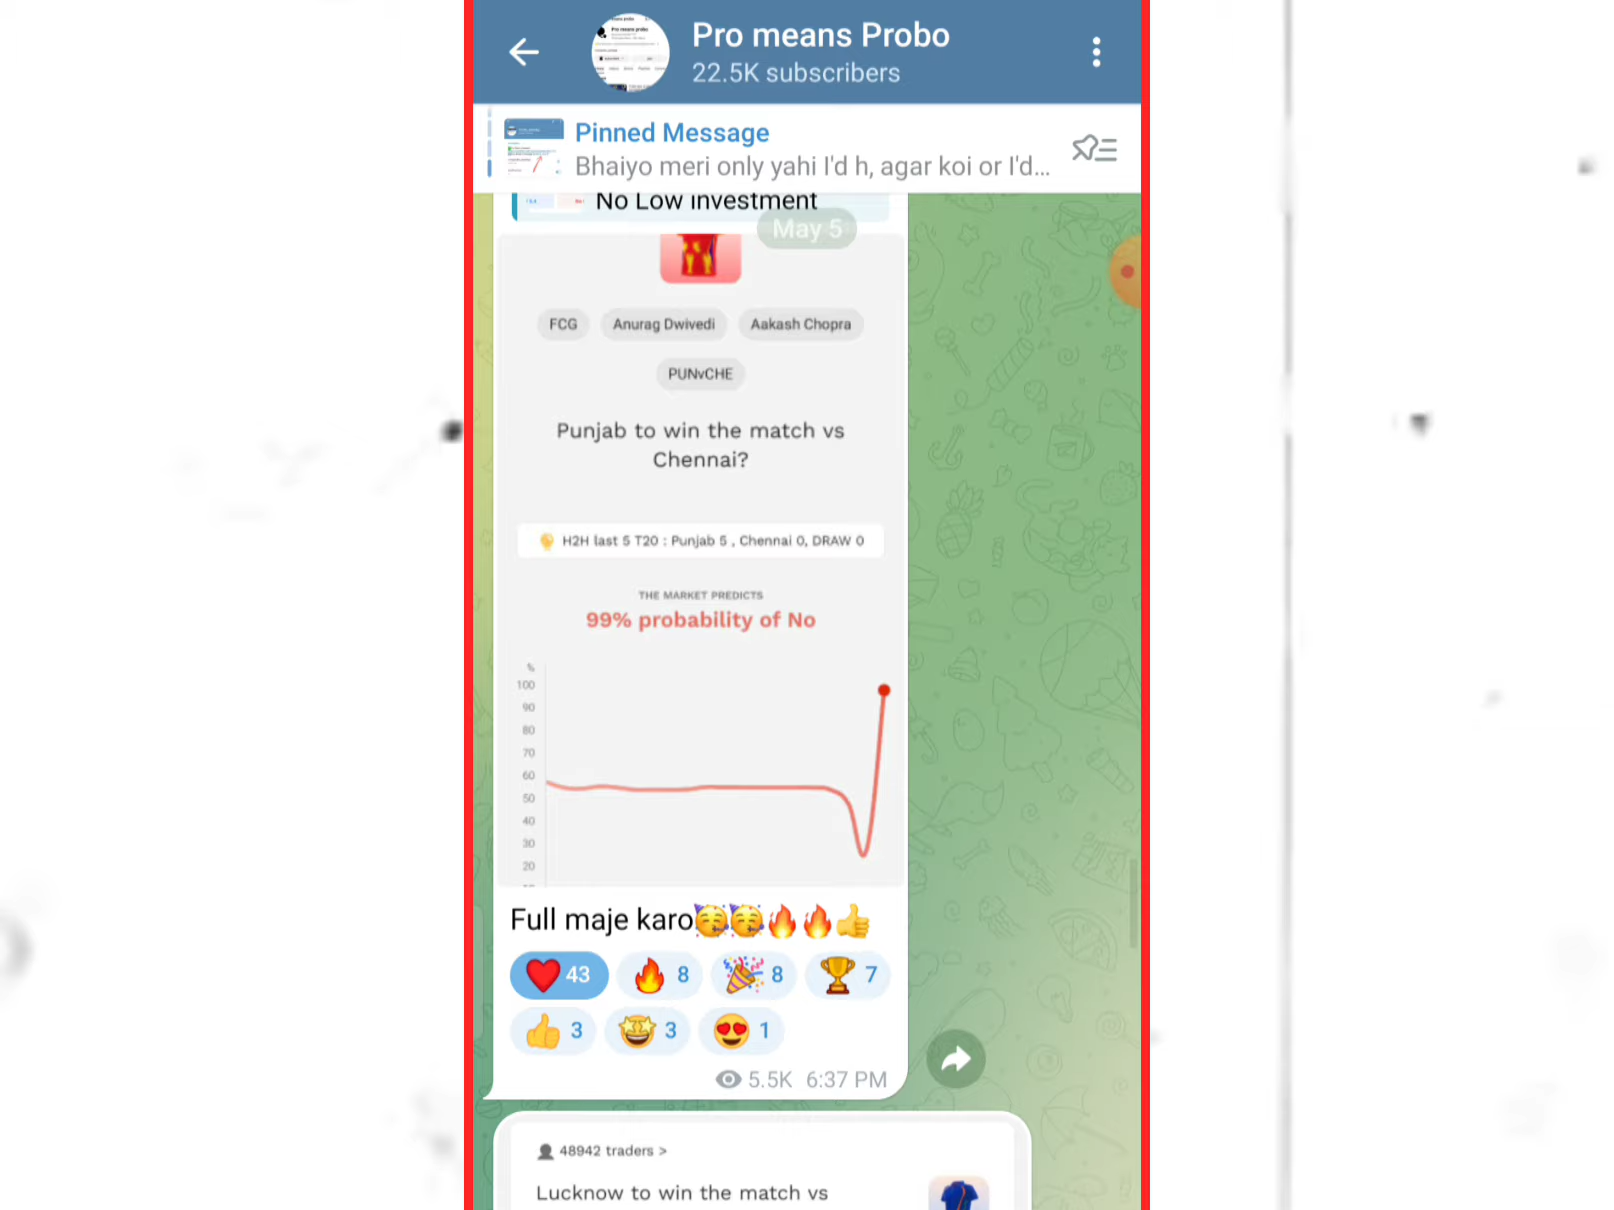 Pro means Probo
22.5K subscribers
Pinned Message
Bhaiyo meri only yahi I'd h, agar koi or I'd...
No Low investment
May 5
FCG
Anurag Dwivedi
Aakash Chopra
PUNvCHE
Punjab to win the match vs
Chennai?
H2H last 5 T20 : Punjab 5 , Chennai 0, DRAW 0
THE MARKET PREDICTS
99% probability of No
%
100
90
80
70
60
50
40
30
20
Full maje karo🥳🥳🔥🔥👍
43
8
8
7
3
3
1
5.5K 6:37 PM
48942 traders >
Lucknow to win the match vs